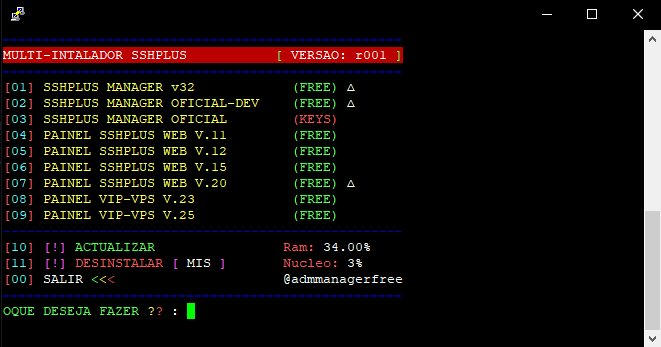 MULTI-INTALADOR SSHPLUS [ VERSAO: r001 ]
[01] SSHPLUS MANAGER v32 (FREE) Δ
[02] SSHPLUS MANAGER OFICIAL-DEV (FREE) Δ
[03] SSHPLUS MANAGER OFICIAL (KEYS)
[04] PAINEL SSHPLUS WEB V.11 (FREE)
[05] PAINEL SSHPLUS WEB V.12 (FREE)
[06] PAINEL SSHPLUS WEB V.15 (FREE)
[07] PAINEL SSHPLUS WEB V.20 (FREE) Δ
[08] PAINEL VIP-VPS V.23 (FREE)
[09] PAINEL VIP-VPS V.25 (FREE)
[10] [!] ACTUALIZAR Ram: 34.00%
[11] [!] DESINSTALAR [ MIS ] Nucleo: 3%
[00] SALIR <<< @admmanagerfree
OQUE DESEJA FAZER ?? :